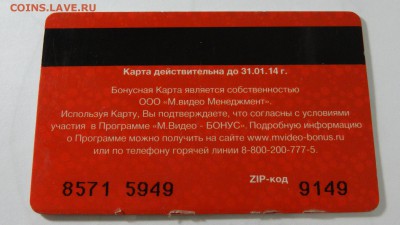 COINS.LAVE.RU
Карта действительна до 31.01.14 г.
Бонусная Карта является собственностью
ООО «М.видео Менеджмент».
Используя Карту, Вы подтверждаете, что согласны с условиями
участия в Программе «М.Видео - БОНУС». Подробную информацию
о Программе можно получить на сайте www.mvideo-bonus.ru
или по телефону горячей линии 8-800-200-777-5.
ZIP-код
8571 5949 9149